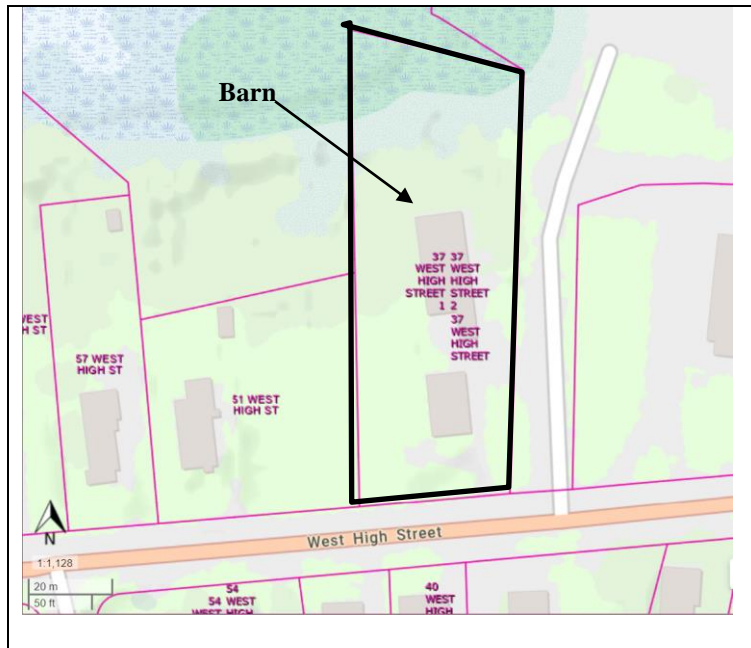 Barn
37 37
WEST WEST
HIGH HIGH
STREET STREET
1 2
37
WEST
HIGH
STREET
WEST
H ST
57 WEST
HIGH ST
51 WEST
HIGH ST
N
West High Street
1:1,128
20 m
50 ft
54
54 WEST
WEST HIGH
40
WEST
HIGH